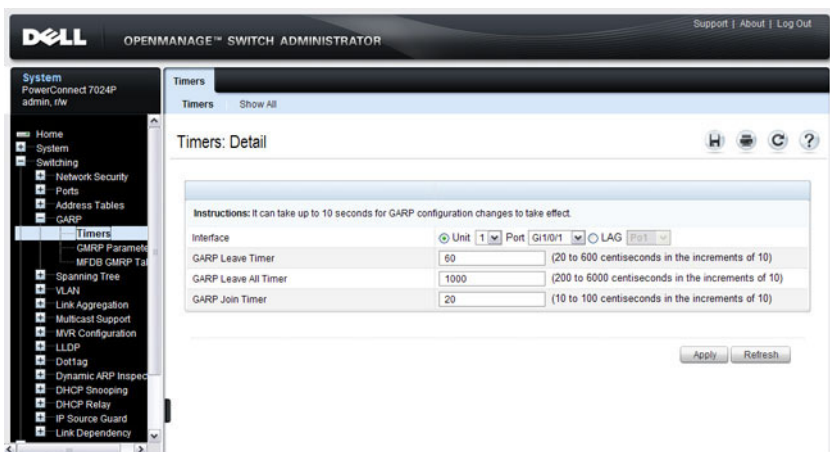 Support | About | Log Out
DELL OPENMANAGE™ SWITCH ADMINISTRATOR
System
PowerConnect 7024P
admin, r/w
Home
System
Switching
Network Security
Ports
Address Tables
GARP
Timers
GMRP Paramete
MFDB GMRP Tal
Spanning Tree
VLAN
Link Aggregation
Multicast Support
MVR Configuration
LLDP
Dot1ag
Dynamic ARP Inspec
DHCP Snooping
DHCP Relay
IP Source Guard
Link Dependency
Timers
Timers Show All
Timers: Detail
Instructions: It can take up to 10 seconds for GARP configuration changes to take effect.
Interface Unit 1 Port Gi1/0/1 LAG Po1
GARP Leave Timer 60 (20 to 600 centiseconds in the increments of 10)
GARP Leave All Timer 1000 (200 to 6000 centiseconds in the increments of 10)
GARP Join Timer 20 (10 to 100 centiseconds in the increments of 10)
Apply Refresh